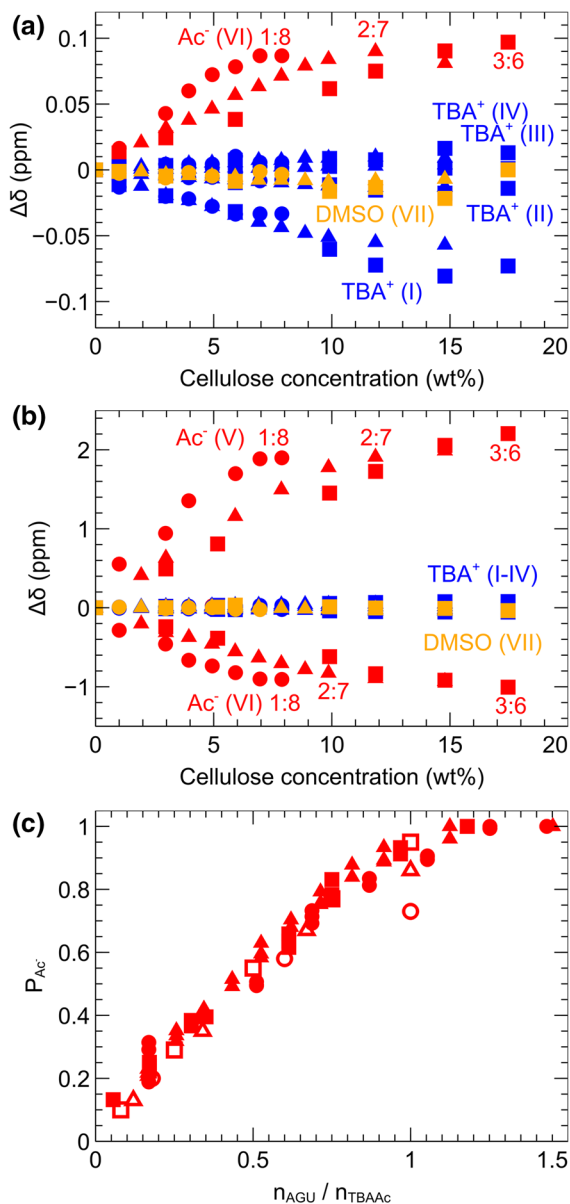 (a)
0.1
0.05
0
−0.05
−0.1
Δδ (ppm)
Ac⁻ (VI) 1:8
2:7
3:6
TBA⁺ (IV)
TBA⁺ (III)
DMSO (VII)
TBA⁺ (II)
TBA⁺ (I)
0 5 10 15 20
Cellulose concentration (wt%)
(b)
2
1
0
−1
Δδ (ppm)
Ac⁻ (V) 1:8
2:7
3:6
TBA⁺ (I-IV)
DMSO (VII)
Ac⁻ (VI) 1:8
2:7
3:6
0 5 10 15 20
Cellulose concentration (wt%)
(c)
1
0.8
0.6
0.4
0.2
0
P_Ac⁻
0 0.5 1 1.5
n_AGU / n_TBAAc